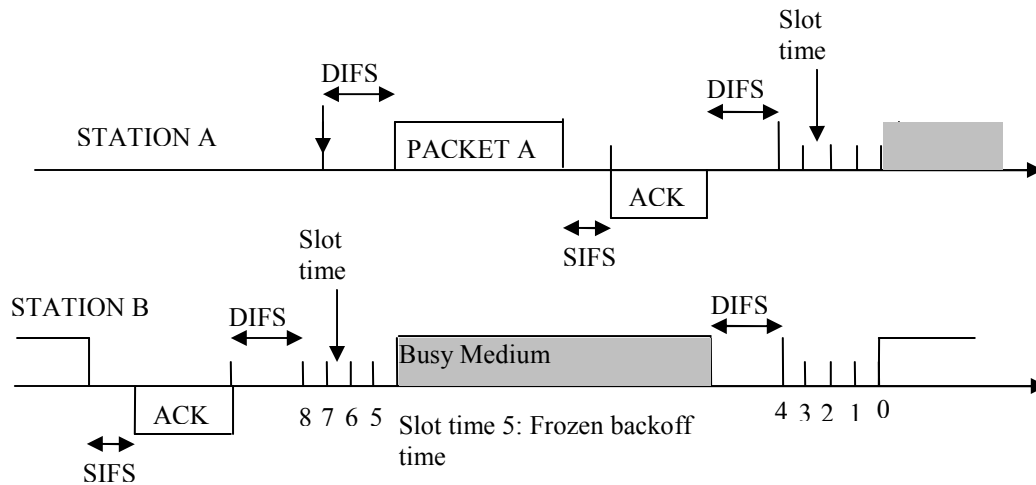 Slot
time
DIFS
DIFS
STATION A
PACKET A
ACK
SIFS
Slot
time
STATION B
DIFS
DIFS
Busy Medium
ACK
8 7 6 5
4 3 2 1 0
Slot time 5: Frozen backoff
time
SIFS